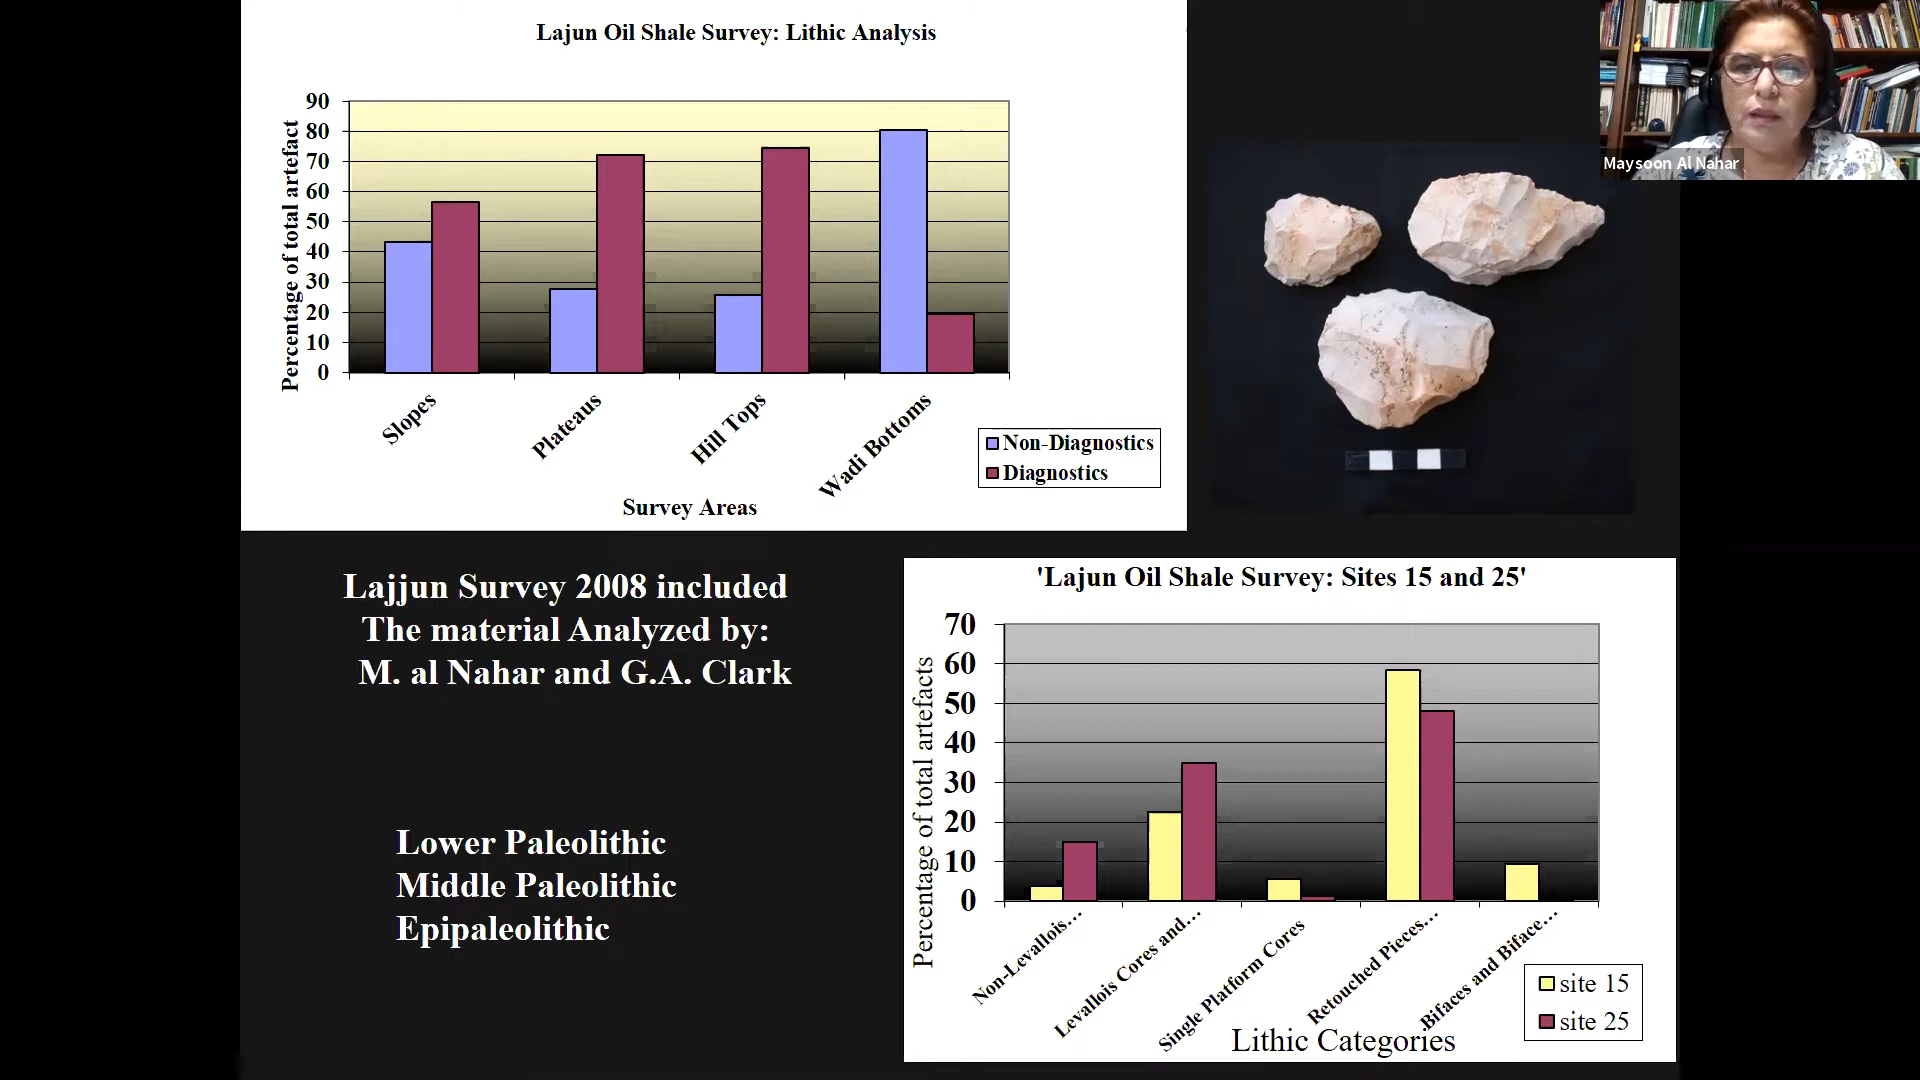 Lajun Oil Shale Survey: Lithic Analysis
Percentage of total artefact
90
80
70
60
50
40
30
20
10
0
Slopes
Plateaus
Hill Tops
Wadi Bottoms
Survey Areas
Non-Diagnostics
Diagnostics
Maysoon Al Nahar
Lajjun Survey 2008 included
The material Analyzed by:
M. al Nahar and G.A. Clark
Lower Paleolithic
Middle Paleolithic
Epipaleolithic
'Lajun Oil Shale Survey: Sites 15 and 25'
Percentage of total artefacts
70
60
50
40
30
20
10
0
Non-Levallois...
Levallois Cores and...
Single Platform Cores
Retouched Pieces...
Bifaces and Biface...
Lithic Categories
site 15
site 25